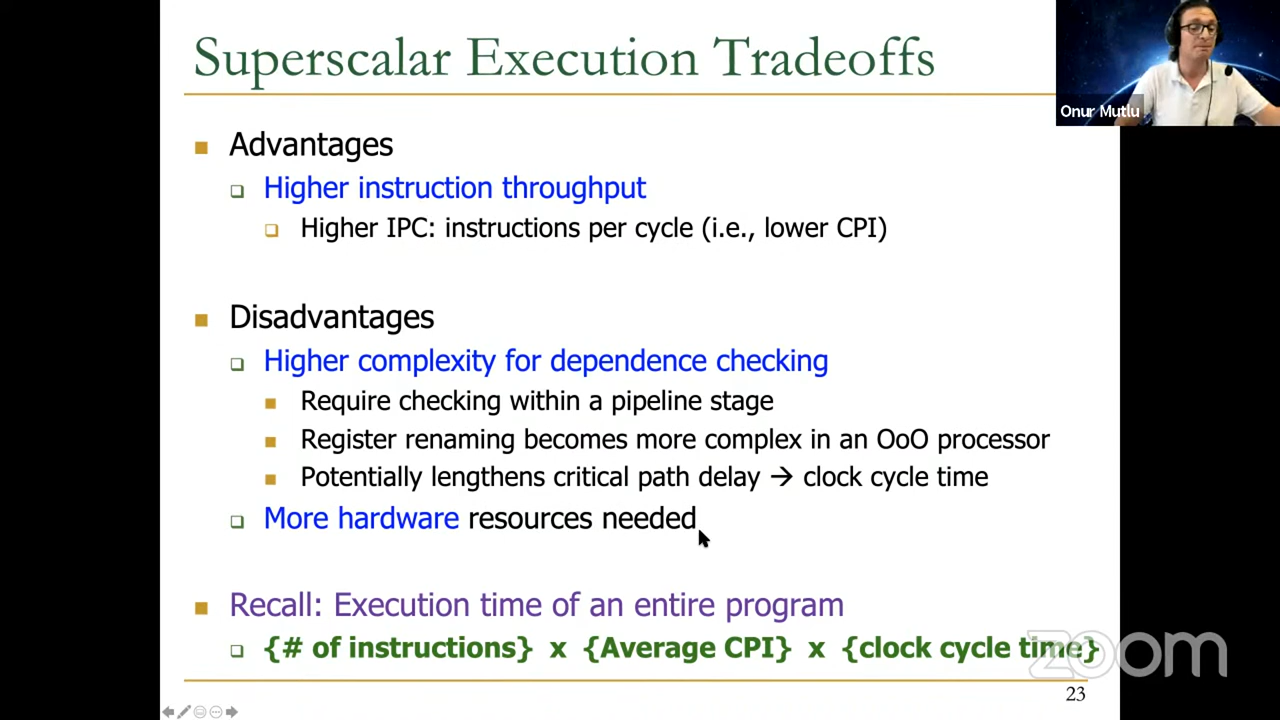 Superscalar Execution Tradeoffs
Onur Mutlu
Advantages
Higher instruction throughput
Higher IPC: instructions per cycle (i.e., lower CPI)
Disadvantages
Higher complexity for dependence checking
Require checking within a pipeline stage
Register renaming becomes more complex in an OoO processor
Potentially lengthens critical path delay → clock cycle time
More hardware resources needed
Recall: Execution time of an entire program
{# of instructions} x {Average CPI} x {clock cycle time}
zoom
23